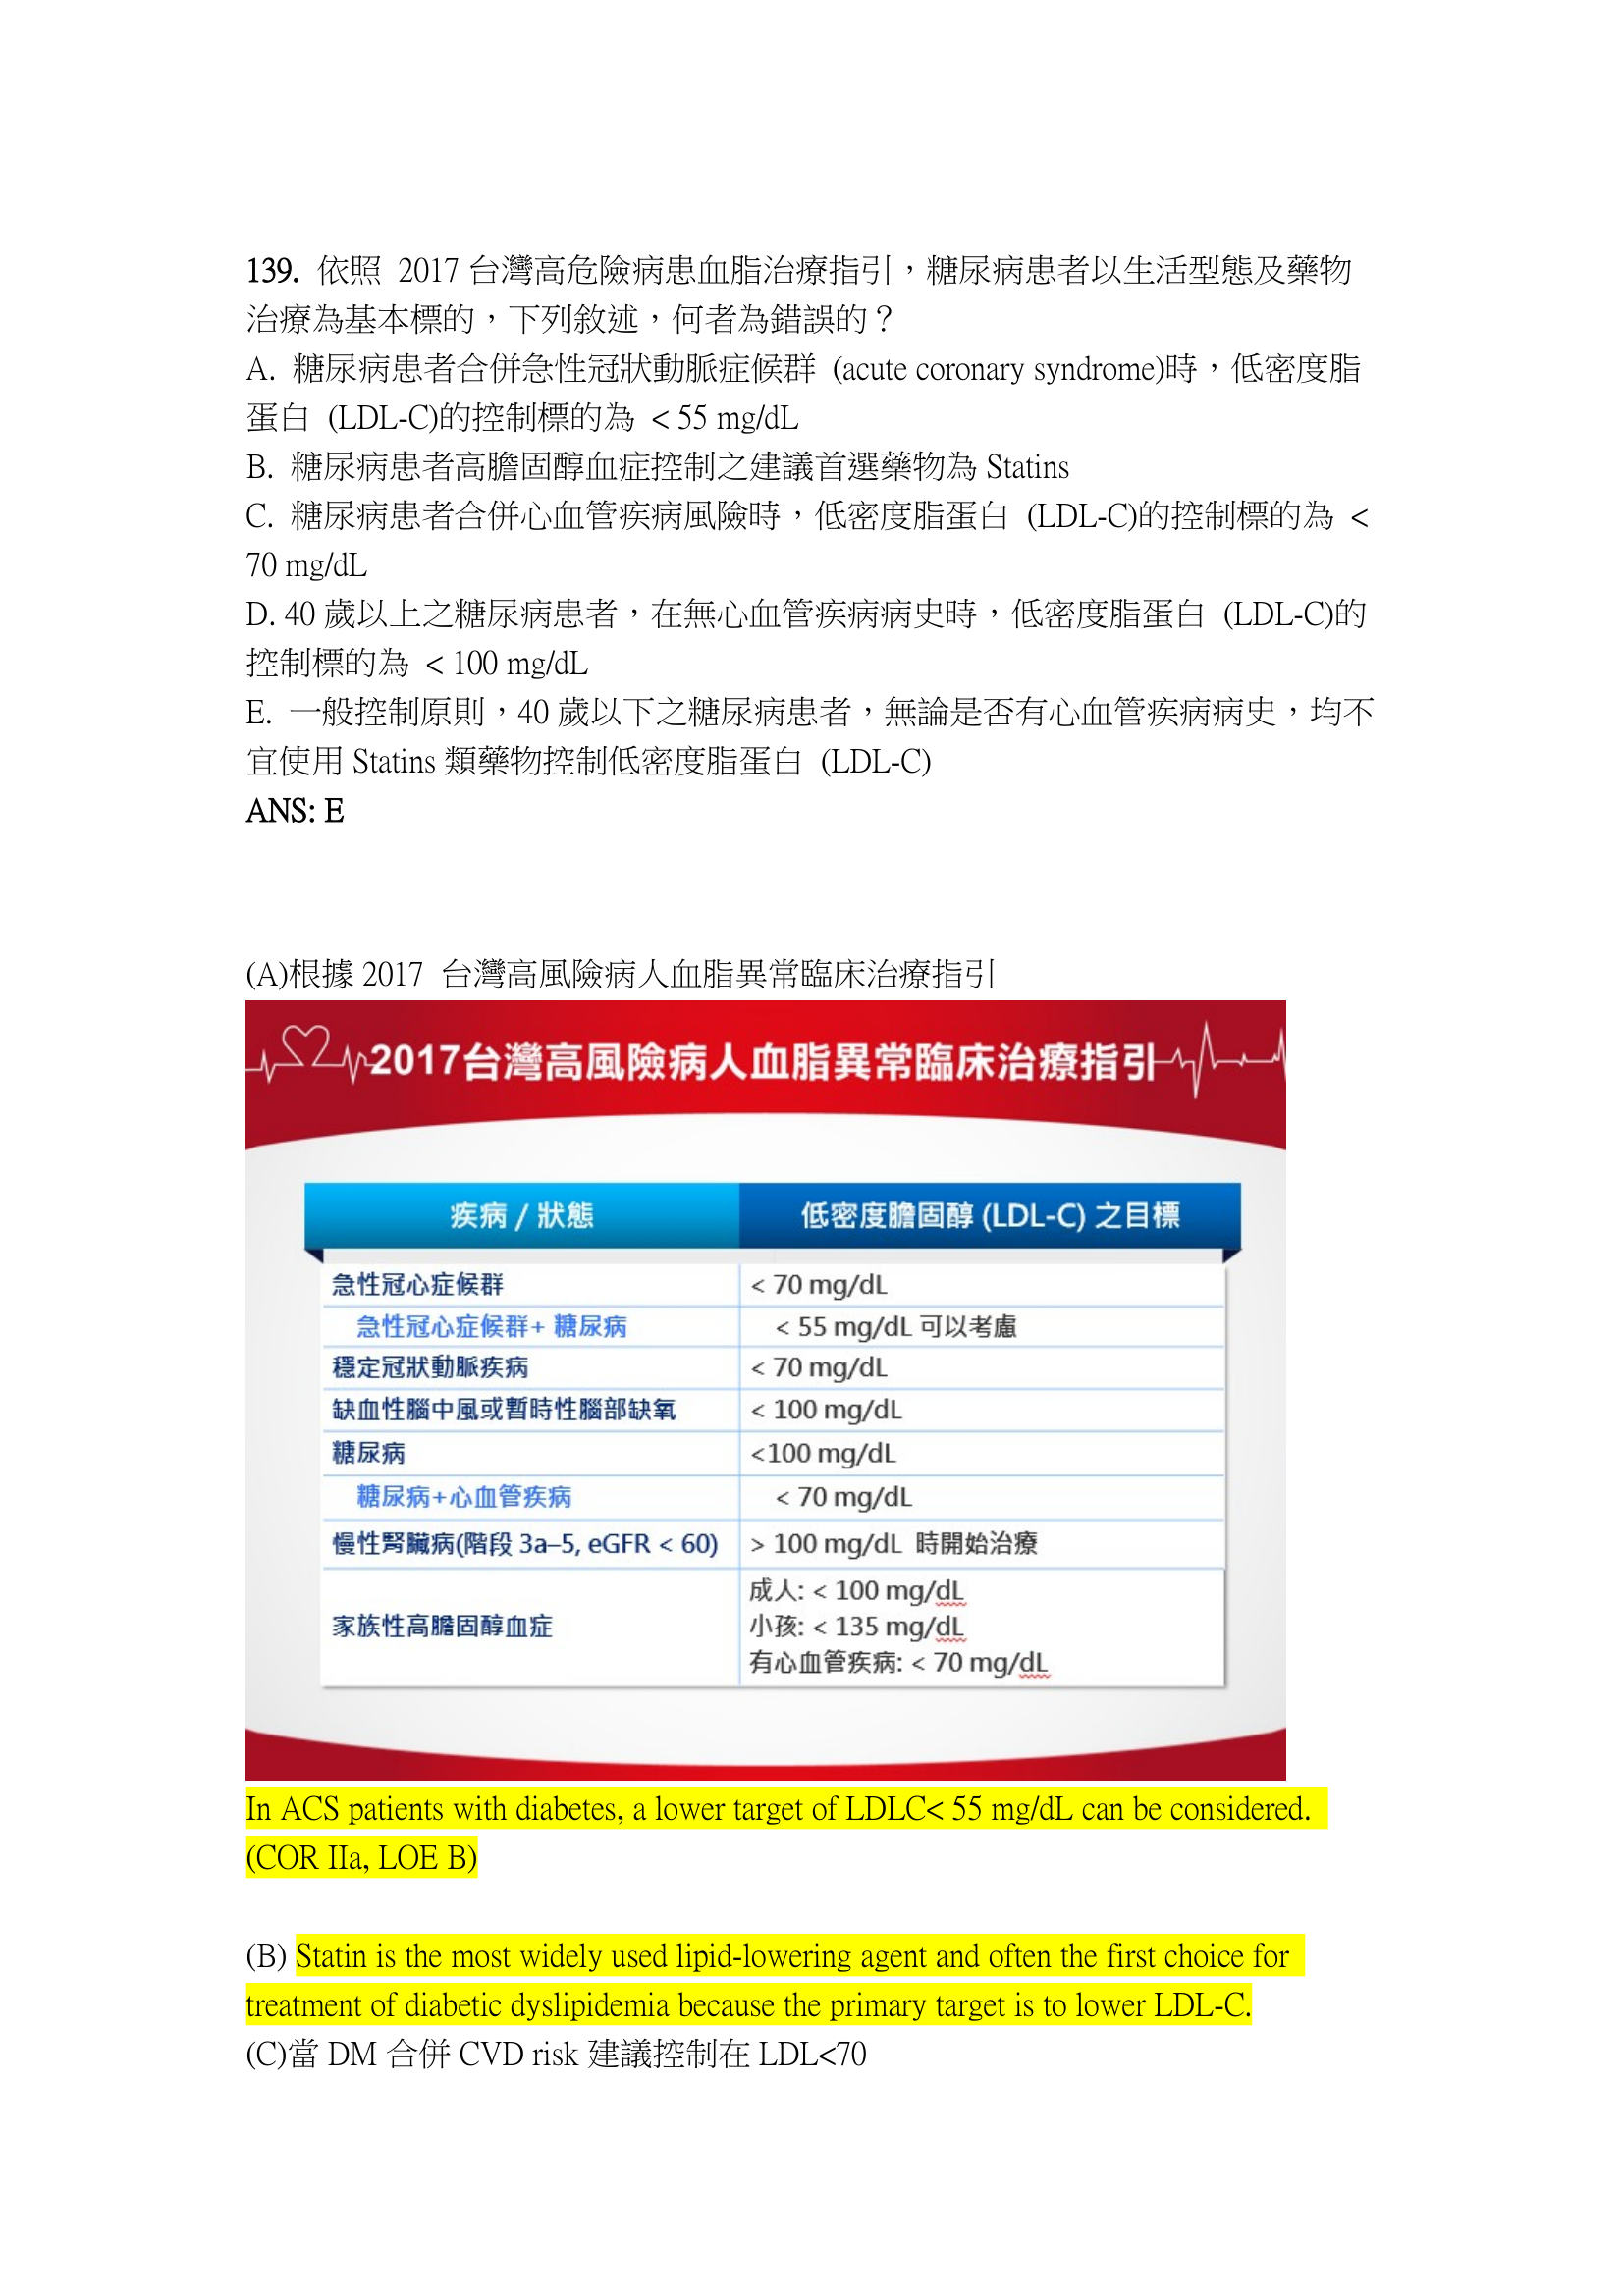 139. 依照 2017 台灣高危險病患血脂治療指引，糖尿病患者以生活型態及藥物
治療為基本標的，下列敘述，何者為錯誤的？
A. 糖尿病患者合併急性冠狀動脈症候群 (acute coronary syndrome)時，低密度脂
蛋白 (LDL-C)的控制標的為 < 55 mg/dL
B. 糖尿病患者高膽固醇血症控制之建議首選藥物為 Statins
C. 糖尿病患者合併心血管疾病風險時，低密度脂蛋白 (LDL-C)的控制標的為 <
70 mg/dL
D. 40 歲以上之糖尿病患者，在無心血管疾病病史時，低密度脂蛋白 (LDL-C)的
控制標的為 < 100 mg/dL
E. 一般控制原則，40 歲以下之糖尿病患者，無論是否有心血管疾病病史，均不
宜使用 Statins 類藥物控制低密度脂蛋白 (LDL-C)
ANS: E
(A)根據 2017 台灣高風險病人血脂異常臨床治療指引
2017台灣高風險病人血脂異常臨床治療指引
疾病 / 狀態 低密度膽固醇 (LDL-C) 之目標
急性冠心症候群 < 70 mg/dL
急性冠心症候群+ 糖尿病 < 55 mg/dL 可以考慮
穩定冠狀動脈疾病 < 70 mg/dL
缺血性腦中風或暫時性腦部缺氧 < 100 mg/dL
糖尿病 <100 mg/dL
糖尿病+心血管疾病 < 70 mg/dL
慢性腎臟病(階段 3a–5, eGFR < 60) > 100 mg/dL 時開始治療
家族性高膽固醇血症 成人: < 100 mg/dL
小孩: < 135 mg/dL
有心血管疾病: < 70 mg/dL
In ACS patients with diabetes, a lower target of LDLC< 55 mg/dL can be considered.
(COR IIa, LOE B)
(B) Statin is the most widely used lipid-lowering agent and often the first choice for
treatment of diabetic dyslipidemia because the primary target is to lower LDL-C.
(C)當 DM 合併 CVD risk 建議控制在 LDL<70